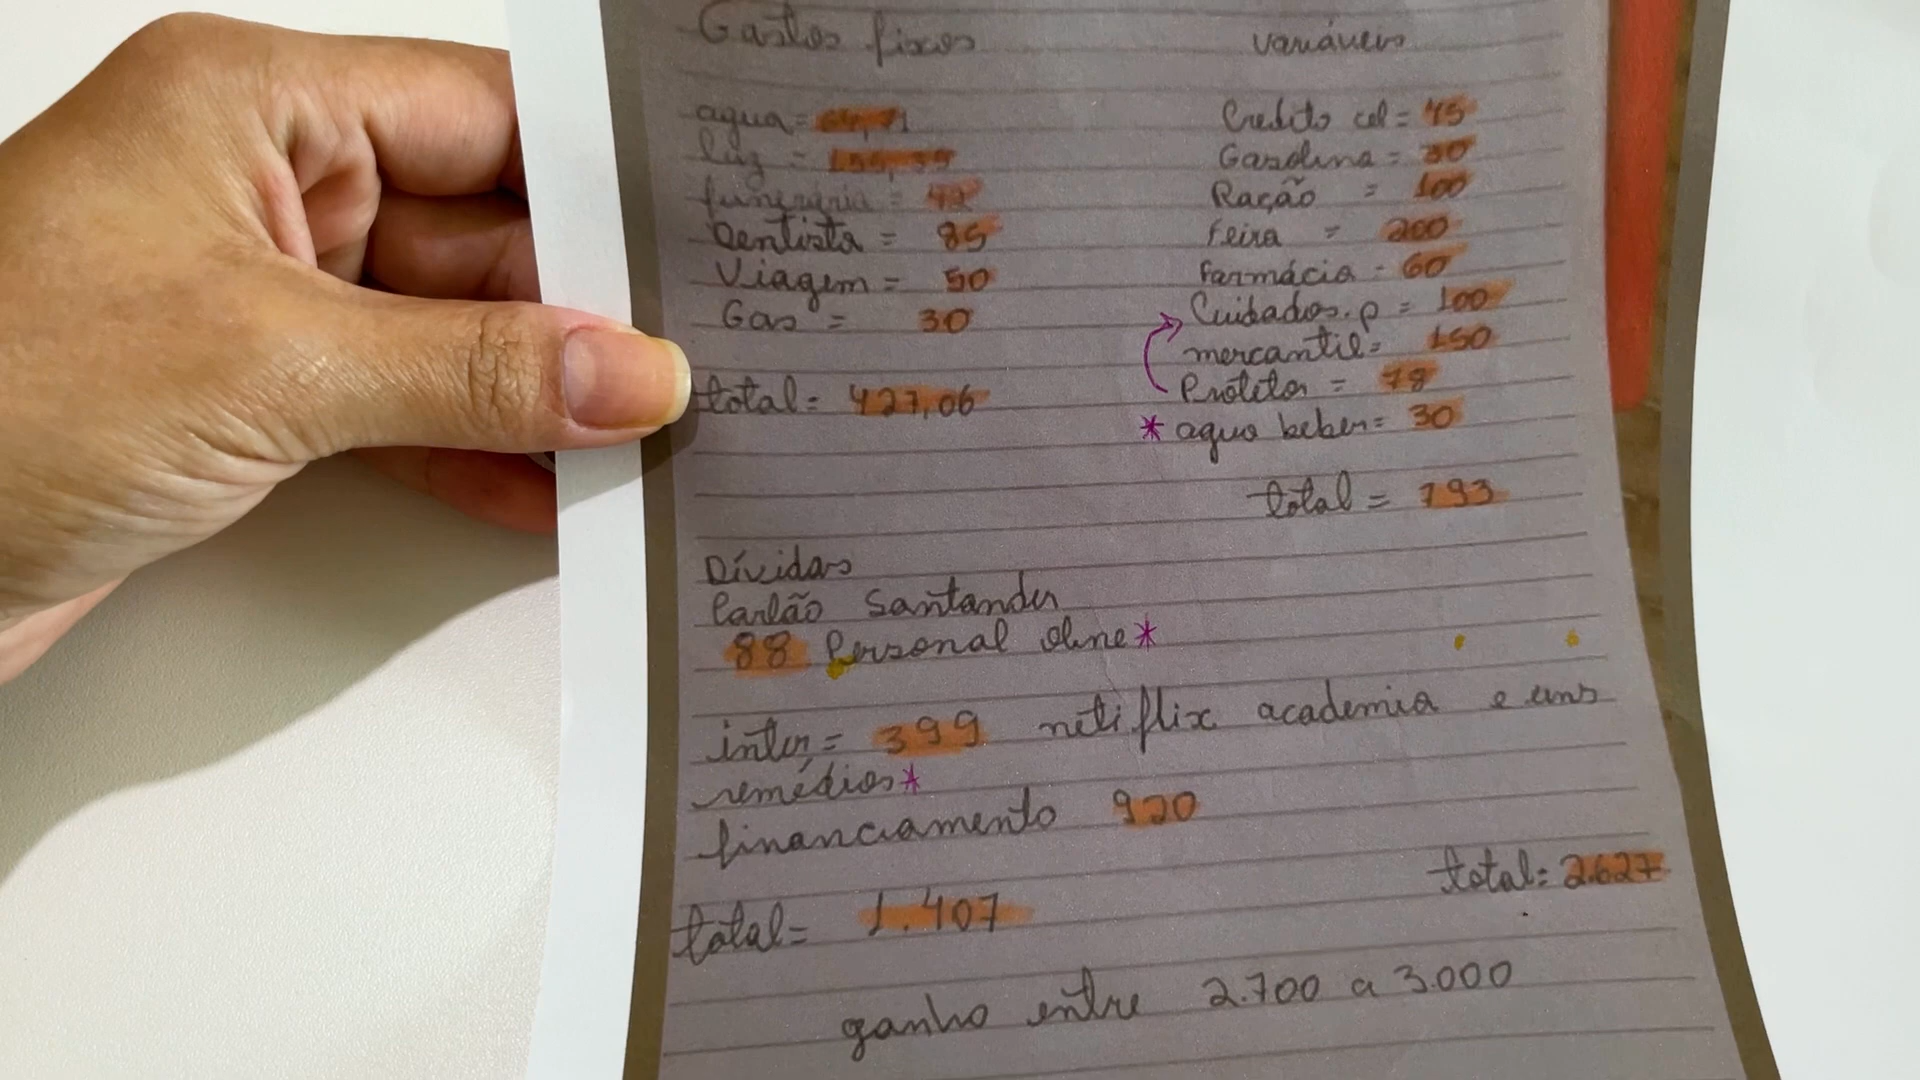 Gastos fixos
agua =
luz =
funerária = 42
Dentista = 85
Viagem = 50
Gas = 30
total = 427,06
variáveis
Credito cel = 45
Gasolina = 30
Ração = 100
feira = 200
farmácia - 60
Cuidados. p = 100
mercantil = 150
Protetor = 78
* agua beber = 30
total = 793
Dívidas
Cartão Santander
88 Personal oline *
inter, = 399 netiflix academia e uns
remédios *
financiamento 920
total = 1.407
total: 2.627
ganho entre 2.700 a 3.000